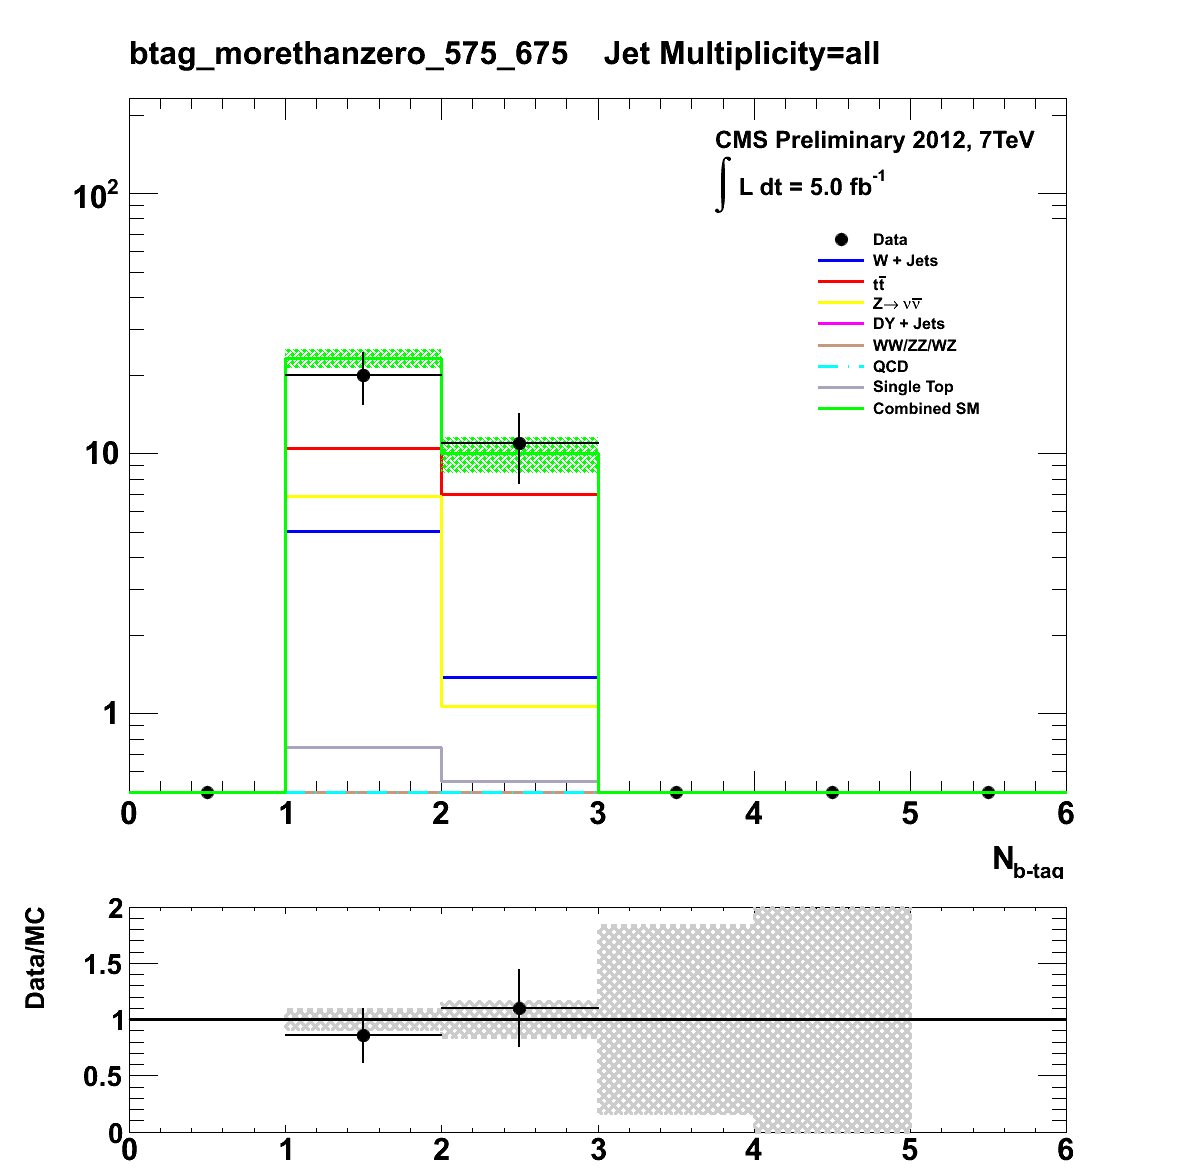 btag_morethanzero_575_675 Jet Multiplicity=all
CMS Preliminary 2012, 7TeV
∫ L dt = 5.0 fb⁻¹
Data
W + Jets
tt̅
Z→ νν̅
DY + Jets
WW/ZZ/WZ
QCD
Single Top
Combined SM
10²
10
1
0 1 2 3 4 5 6
N_b-tag
Data/MC
2
1.5
1
0.5
0
0 1 2 3 4 5 6